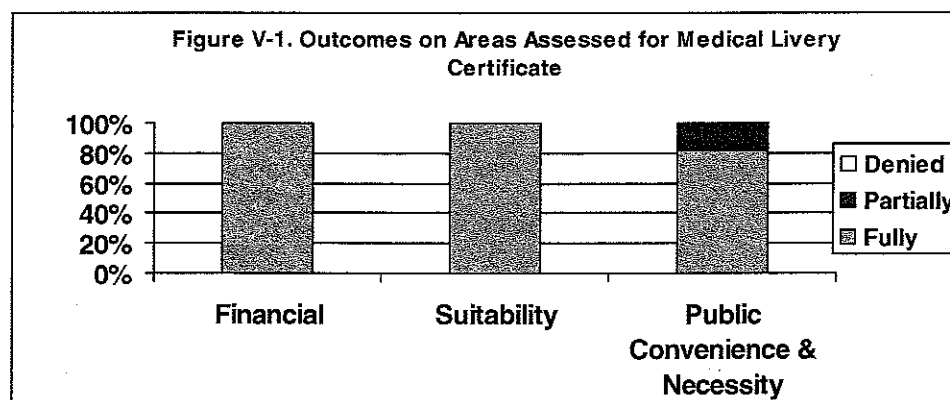 Figure V-1. Outcomes on Areas Assessed for Medical Livery
Certificate
100%
80%
60%
40%
20%
0%
Financial
Suitability
Public
Convenience &
Necessity
Denied
Partially
Fully